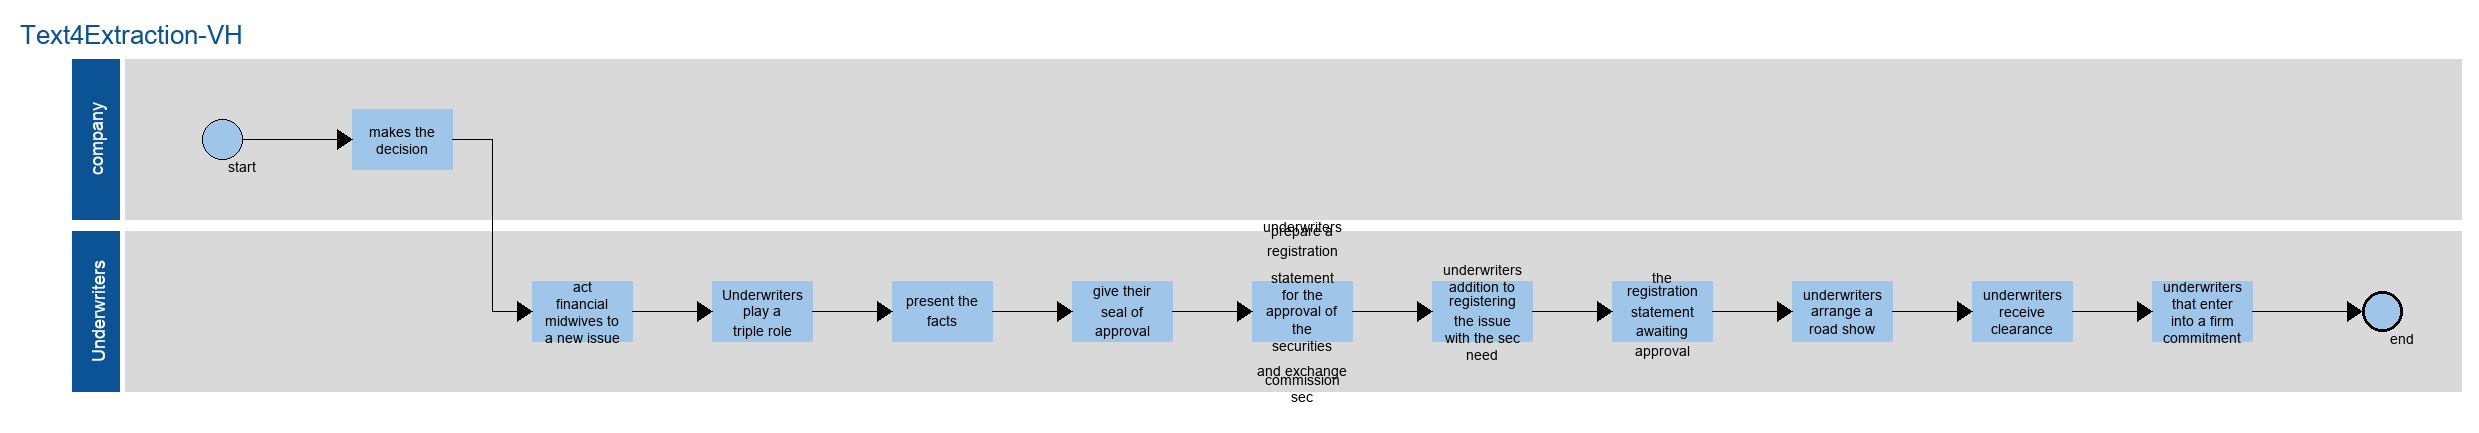 Text4Extraction-VH
company
start
makes the
decision
Underwriters
act
financial
midwives to
a new issue
Underwriters
play a
triple role
present the
facts
give their
seal of
approval
underwriters
prepare a
registration
statement
for the
approval of
the
securities
and exchange
commission
sec
underwriters
addition to
registering
the issue
with the sec
need
the
registration
statement
awaiting
approval
underwriters
arrange a
road show
underwriters
receive
clearance
underwriters
that enter
into a firm
commitment
end